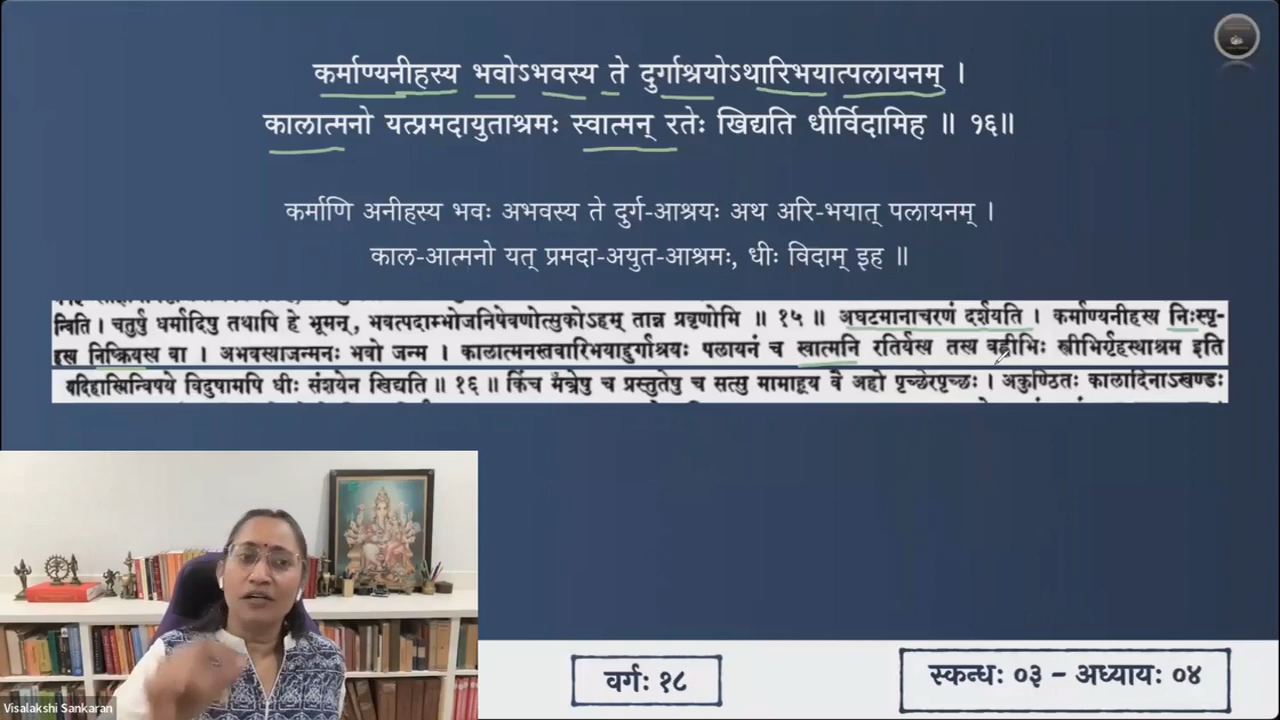 कर्माण्यनीहस्य भवोऽभवस्य ते दुर्गाश्रयोऽथारिभयात्पलायनम् ।
कालात्मनो यत्प्रमदायुताश्रमः स्वात्मन् रतेः खिद्यति धीर्विदामिह ॥ १६॥
कर्माणि अनीहस्य भवः अभवस्य ते दुर्ग-आश्रयः अथ अरि-भयात् पलायनम् ।
काल-आत्मनो यत् प्रमदा-अयुत-आश्रमः, धीः विदाम् इह ॥
न्विति । चतुर्षु धर्मादिषु तथापि हे भूमन्, भवत्पदाम्भोजनिषेवणोत्सुकोऽहम् तान्न प्रवृणोमि ॥ १५ ॥ अघटमानाचरणं दर्शयति । कर्माण्यनीहस्य निःस्पृ-
हस्य निष्क्रियस्य वा । अभवस्याजन्मनः भवो जन्म । कालात्मनस्तवारिभयाद्दुर्गाश्रयः पलायनं च स्वात्मनि रतिर्यस्य तस्य बह्वीभिः स्त्रीभिर्गृहस्थाश्रम इति
यदिहास्मिन्विषये विदुषामपि धीः संशयेन खिद्यति ॥ १६ ॥ किंच मन्त्रेषु च प्रस्तुतेषु च सत्सु मामाहूय वै अहो पृच्छेरपृच्छः । अकुण्ठितः कालादिनाऽखण्डः
Visalakshi Sankaran
वर्गः १८
स्कन्धः ०३ - अध्यायः ०४